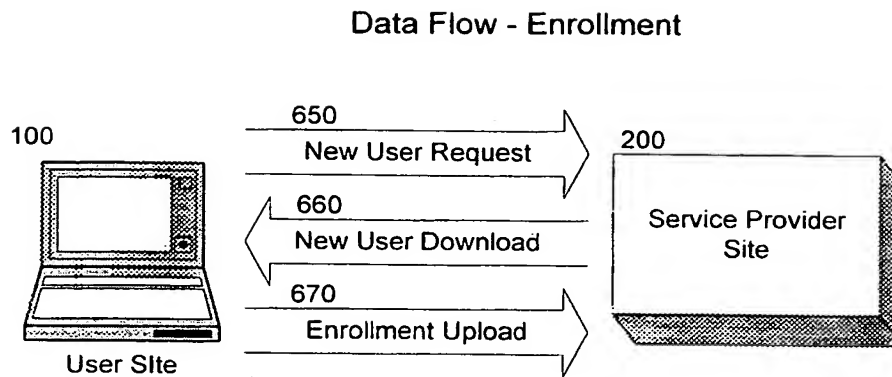 Data Flow - Enrollment
100
650
New User Request
200
660
New User Download
Service Provider
Site
670
Enrollment Upload
User SIte